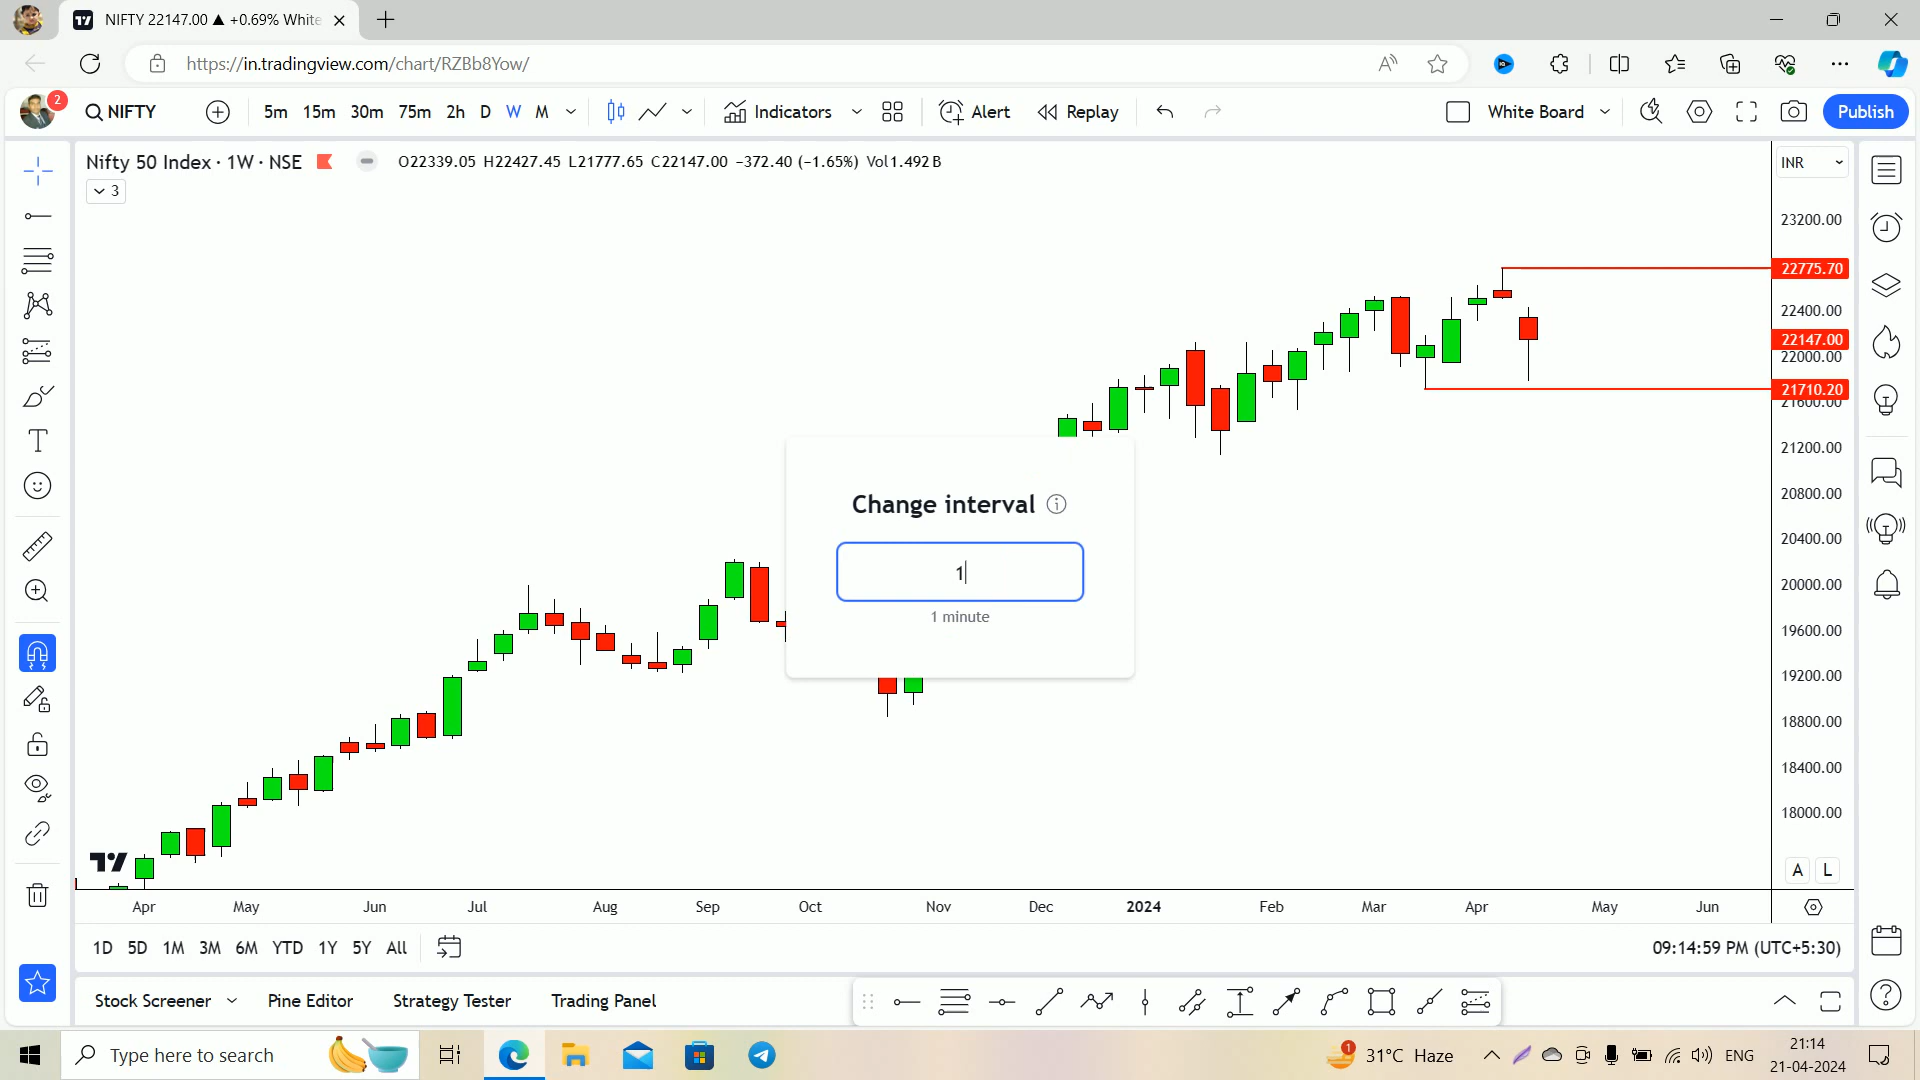 NIFTY 22147.00 ▲ +0.69% White
https://in.tradingview.com/chart/RZBb8Yow/
2
NIFTY
5m 15m 30m 75m 2h D W M
Indicators
Alert
Replay
White Board
Publish
Nifty 50 Index · 1W · NSE
O22339.05 H22427.45 L21777.65 C22147.00 −372.40 (−1.65%) Vol1.492B
INR
3
23200.00
22775.70
22400.00
22147.00
22000.00
21710.20
21600.00
21200.00
20800.00
20400.00
20000.00
19600.00
19200.00
18800.00
18400.00
18000.00
Change interval
1
1 minute
A L
Apr May Jun Jul Aug Sep Oct Nov Dec 2024 Feb Mar Apr May Jun
1D 5D 1M 3M 6M YTD 1Y 5Y All
09:14:59 PM (UTC+5:30)
Stock Screener
Pine Editor
Strategy Tester
Trading Panel
Type here to search
1
31°C Haze
ENG
21:14
21-04-2024